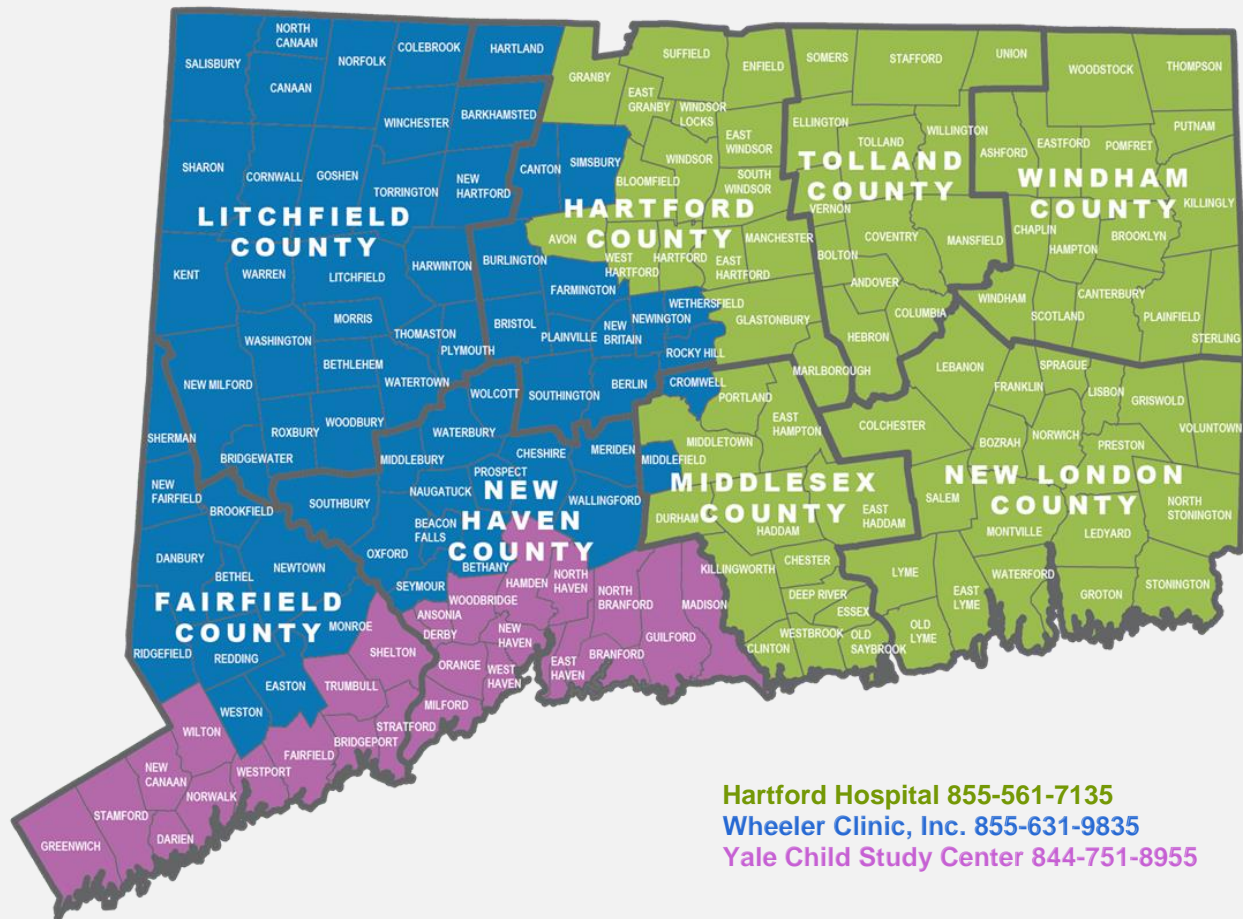 NORTH
CANAAN
COLEBROOK
HARTLAND
SALISBURY
NORFOLK
CANAAN
SUFFIELD
ENFIELD
GRANBY
SOMERS
STAFFORD
UNION
WOODSTOCK
THOMPSON
EAST
GRANBY
WINDSOR
LOCKS
WINCHESTER
BARKHAMSTED
EAST
WINDSOR
ELLINGTON
TOLLAND
WILLINGTON
PUTNAM
ASHFORD
EASTFORD
POMFRET
SHARON
CORNWALL
GOSHEN
TORRINGTON
NEW
HARTFORD
CANTON
SIMSBURY
WINDSOR
BLOOMFIELD
SOUTH
WINDSOR
TOLLAND
COUNTY
WINDHAM
COUNTY
KILLINGLY
LITCHFIELD
COUNTY
HARTFORD
COUNTY
VERNON
COVENTRY
MANSFIELD
CHAPLIN
HAMPTON
BROOKLYN
AVON
WEST
HARTFORD
HARTFORD
EAST
HARTFORD
MANCHESTER
BOLTON
ANDOVER
COLUMBIA
KENT
WARREN
LITCHFIELD
HARWINTON
BURLINGTON
FARMINGTON
WINDHAM
SCOTLAND
CANTERBURY
PLAINFIELD
STERLING
MORRIS
WASHINGTON
BETHLEHEM
THOMASTON
PLYMOUTH
WATERTOWN
BRISTOL
PLAINVILLE
NEW
BRITAIN
NEWINGTON
WETHERSFIELD
ROCKY HILL
GLASTONBURY
HEBRON
MARLBOROUGH
LEBANON
FRANKLIN
SPRAGUE
LISBON
GRISWOLD
VOLUNTOWN
NEW MILFORD
WOLCOTT
SOUTHINGTON
BERLIN
CROMWELL
PORTLAND
EAST
HAMPTON
COLCHESTER
BOZRAH
NORWICH
PRESTON
SHERMAN
ROXBURY
WOODBURY
BRIDGEWATER
WATERBURY
MIDDLEBURY
CHESHIRE
MERIDEN
MIDDLEFIELD
MIDDLETOWN
NEW
FAIRFIELD
BROOKFIELD
SOUTHBURY
NAUGATUCK
PROSPECT
WALLINGFORD
NEW
HAVEN
COUNTY
MIDDLESEX
COUNTY
NEW LONDON
COUNTY
DURHAM
HADDAM
EAST
HADDAM
SALEM
MONTVILLE
LEDYARD
NORTH
STONINGTON
DANBURY
BETHEL
NEWTOWN
OXFORD
BEACON
FALLS
SEYMOUR
BETHANY
FAIRFIELD
COUNTY
MONROE
ANSONIA
DERBY
WOODBRIDGE
HAMDEN
NORTH
HAVEN
NORTH
BRANFORD
MADISON
KILLINGWORTH
CHESTER
DEEP RIVER
ESSEX
LYME
EAST
LYME
WATERFORD
GROTON
STONINGTON
RIDGEFIELD
REDDING
SHELTON
ORANGE
NEW
HAVEN
WEST
HAVEN
EAST
HAVEN
BRANFORD
GUILFORD
CLINTON
WESTBROOK
OLD
SAYBROOK
OLD
LYME
WESTON
EASTON
TRUMBULL
MILFORD
STRATFORD
BRIDGEPORT
WILTON
FAIRFIELD
WESTPORT
NEW
CANAAN
NORWALK
STAMFORD
DARIEN
GREENWICH
Hartford Hospital 855-561-7135
Wheeler Clinic, Inc. 855-631-9835
Yale Child Study Center 844-751-8955